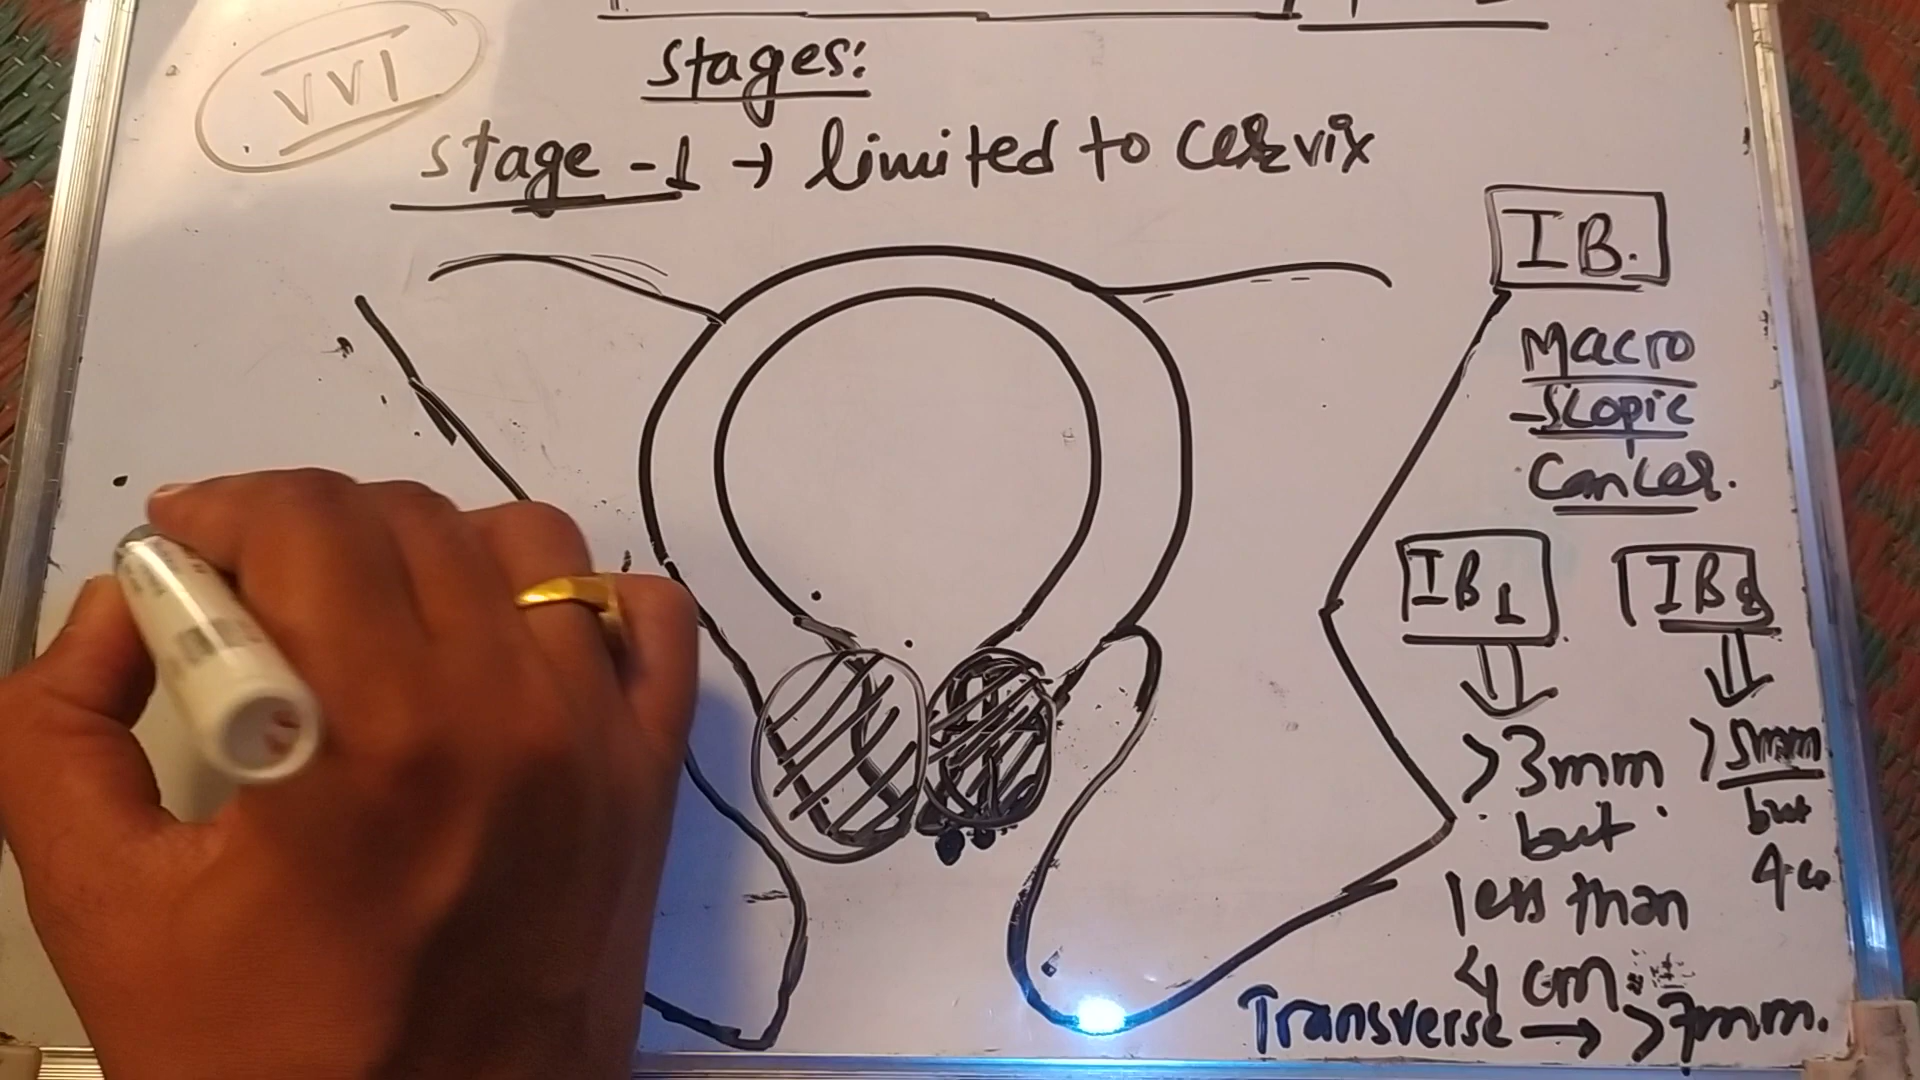 VVI
Stages:
Stage -1 → limited to Cervix
IB.
Macro
-scopic
Cancer.
IB1
IB2
>3mm
but
less than
4 cm
>5mm
but
Transverse → >7mm.